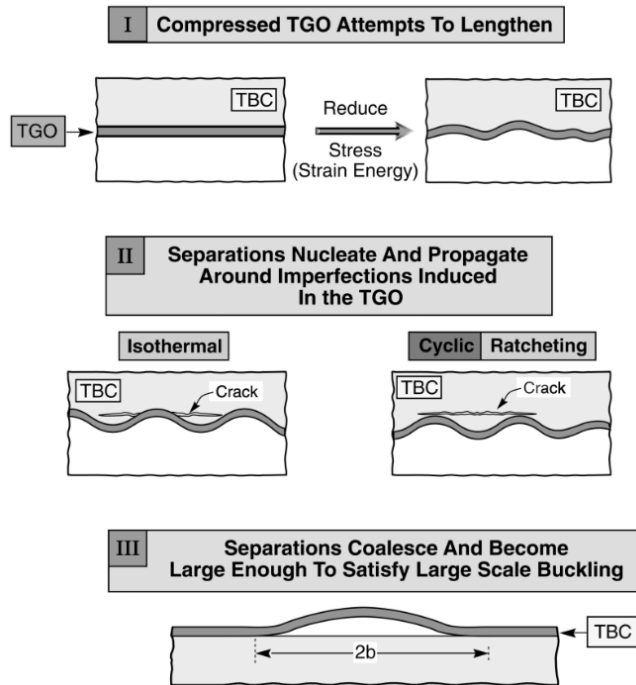 I Compressed TGO Attempts To Lengthen
TBC
TGO
Reduce
Stress
(Strain Energy)
TBC
II Separations Nucleate And Propagate
Around Imperfections Induced
In the TGO
Isothermal
TBC
Crack
Cyclic Ratcheting
TBC
Crack
III Separations Coalesce And Become
Large Enough To Satisfy Large Scale Buckling
2b
TBC